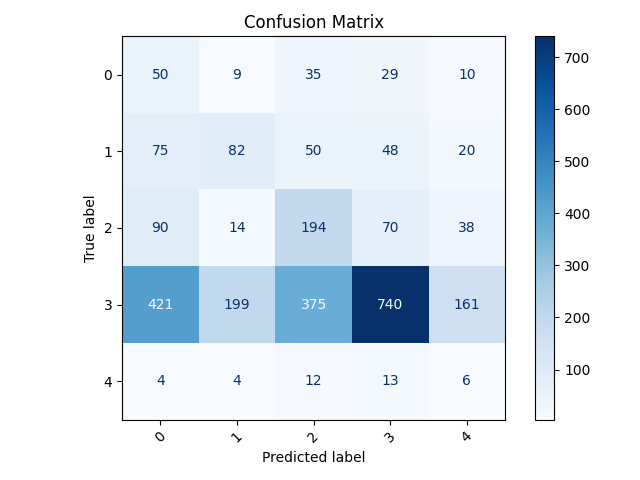 Confusion Matrix
True label
0 50 9 35 29 10
1 75 82 50 48 20
2 90 14 194 70 38
3 421 199 375 740 161
4 4 4 12 13 6
0 1 2 3 4
Predicted label
700
600
500
400
300
200
100